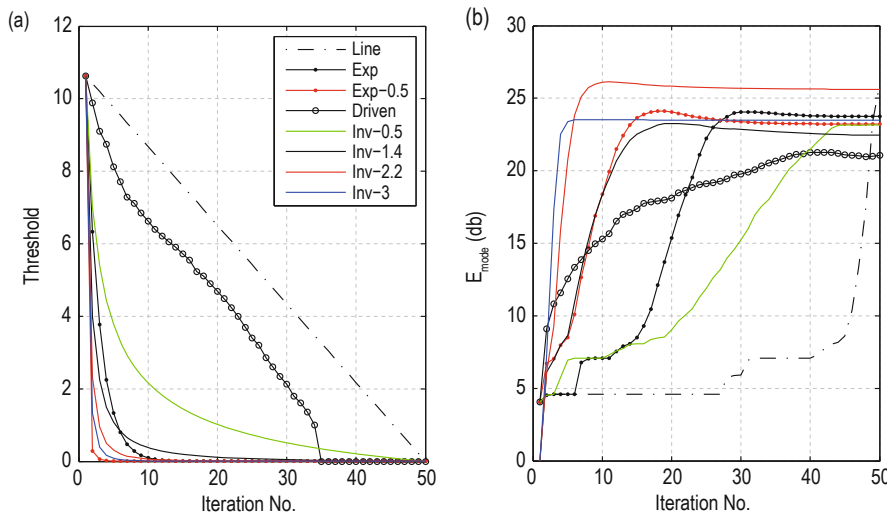 (a)
12
10
8
6
4
2
0
Threshold
0
10
20
30
40
50
Iteration No.
Line
Exp
Exp−0.5
Driven
Inv−0.5
Inv−1.4
Inv−2.2
Inv−3
(b)
30
25
20
15
10
5
0
E_mode (db)
0
10
20
30
40
50
Iteration No.